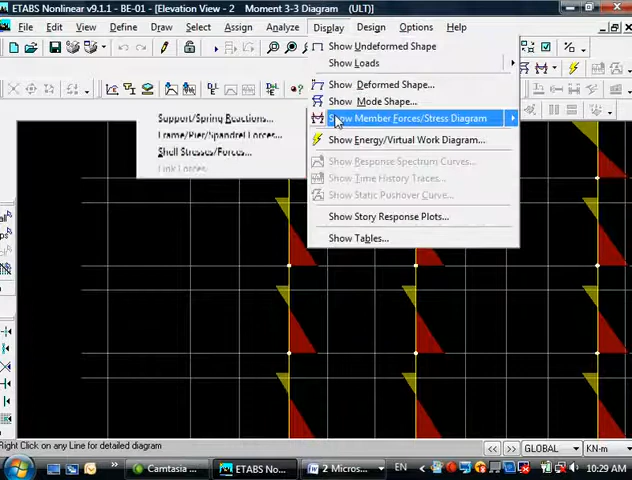 ETABS Nonlinear v9.1.1 - BE-01 - [Elevation View - 2 Moment 3-3 Diagram (ULT)]
File Edit View Define Draw Select Assign Analyze Display Design Options Help
Show Undeformed Shape
Show Loads
Show Deformed Shape...
Show Mode Shape...
Show Member Forces/Stress Diagram
Support/Spring Reactions...
Frame/Pier/Spandrel Forces...
Shell Stresses/Forces...
Link Forces
Show Energy/Virtual Work Diagram...
Show Response Spectrum Curves...
Show Time History Traces...
Show Static Pushover Curve...
Show Story Response Plots...
Show Tables...
all
ps
Right Click on any Line for detailed diagram
GLOBAL
KN-m
Start
Camtasia
ETABS No...
2 Micros...
EN
10:29 AM